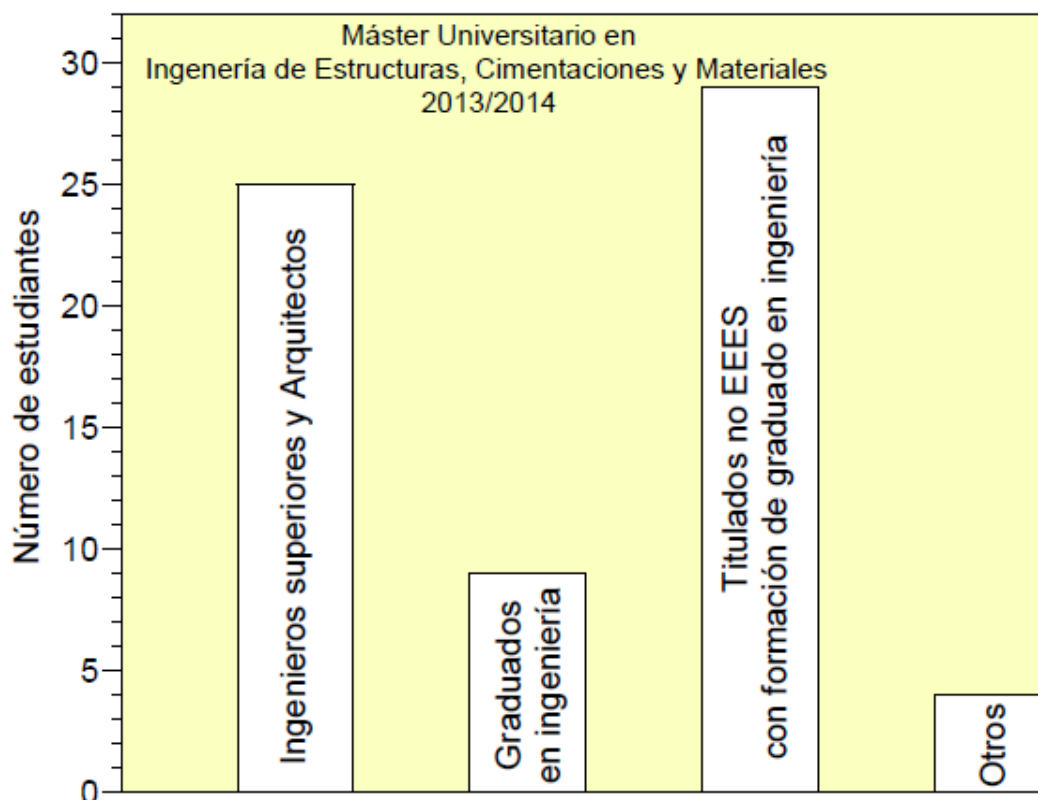 Máster Universitario en
Ingenería de Estructuras, Cimentaciones y Materiales
2013/2014
Número de estudiantes
30
25
20
15
10
5
0
Ingenieros superiores y Arquitectos
Graduados
en ingeniería
Titulados no EEES
con formación de graduado en ingeniería
Otros